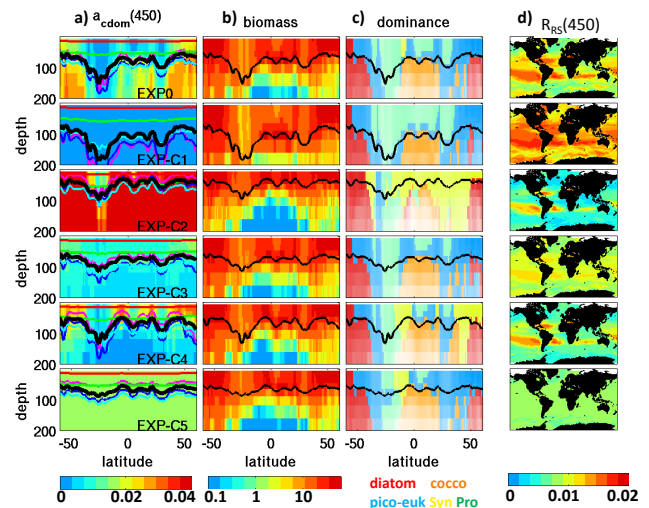 a) a_cdom(450) b) biomass c) dominance d) R_RS(450)
100
200
EXP0
depth
100
200
EXP-C1
100
200
EXP-C2
depth
100
200
EXP-C3
100
200
EXP-C4
depth
100
200
EXP-C5
-50 0 50 -50 0 50 -50 0 50
latitude latitude latitude
0 0.02 0.04 0.1 1 10 0 0.01 0.02
diatom cocco
pico-euk Syn Pro